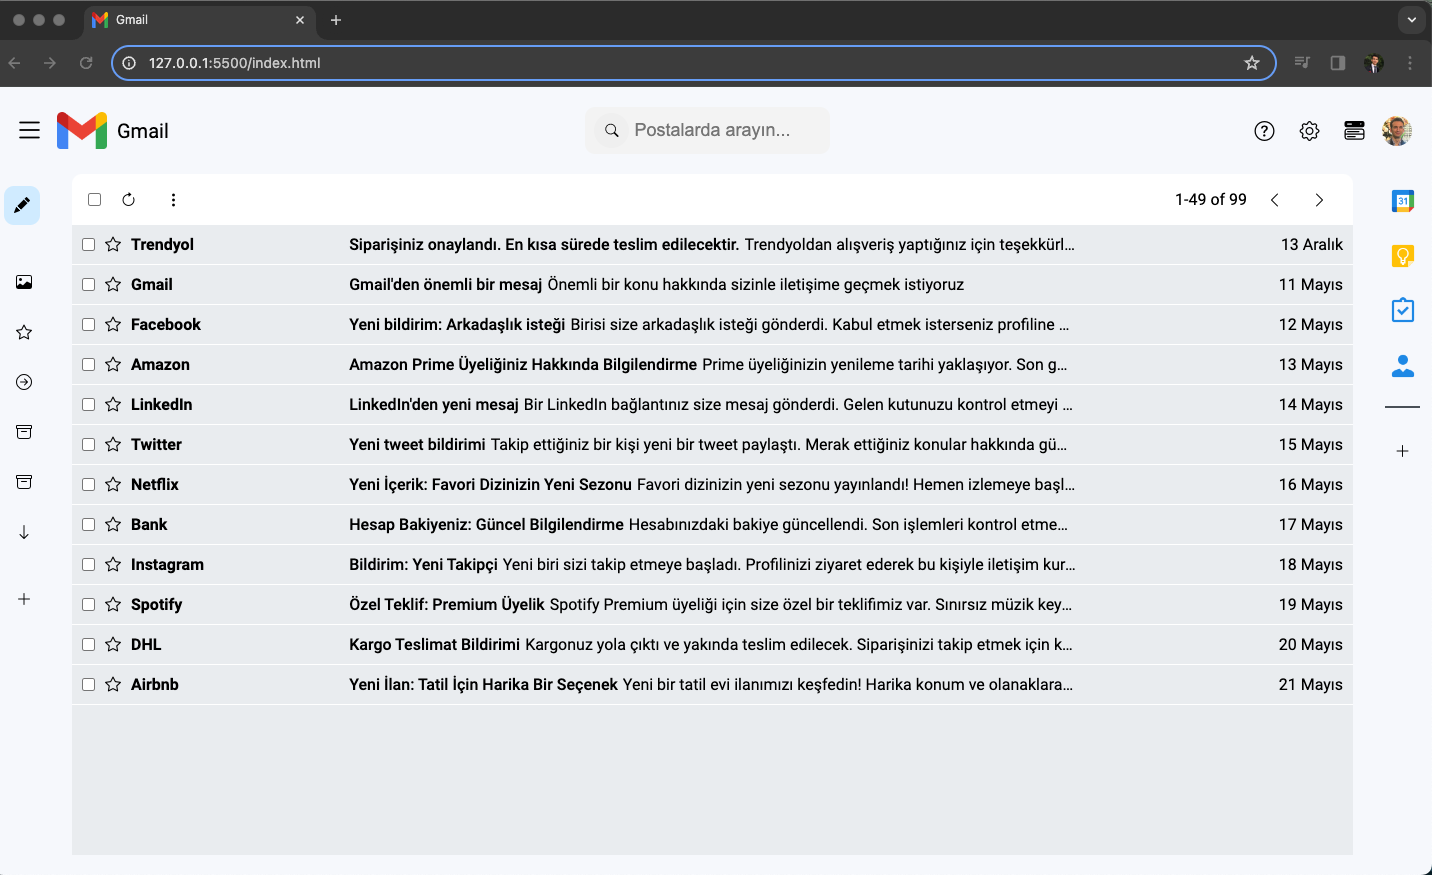 Gmail
127.0.0.1:5500/index.html
Gmail
Postalarda arayın...
1-49 of 99
31
Trendyol Siparişiniz onaylandı. En kısa sürede teslim edilecektir. Trendyoldan alışveriş yaptığınız için teşekkürl... 13 Aralık
Gmail Gmail'den önemli bir mesaj Önemli bir konu hakkında sizinle iletişime geçmek istiyoruz 11 Mayıs
Facebook Yeni bildirim: Arkadaşlık isteği Birisi size arkadaşlık isteği gönderdi. Kabul etmek isterseniz profiline ... 12 Mayıs
Amazon Amazon Prime Üyeliğiniz Hakkında Bilgilendirme Prime üyeliğinizin yenileme tarihi yaklaşıyor. Son g... 13 Mayıs
LinkedIn LinkedIn'den yeni mesaj Bir LinkedIn bağlantınız size mesaj gönderdi. Gelen kutunuzu kontrol etmeyi ... 14 Mayıs
Twitter Yeni tweet bildirimi Takip ettiğiniz bir kişi yeni bir tweet paylaştı. Merak ettiğiniz konular hakkında gü... 15 Mayıs
Netflix Yeni İçerik: Favori Dizinizin Yeni Sezonu Favori dizinizin yeni sezonu yayınlandı! Hemen izlemeye başl... 16 Mayıs
Bank Hesap Bakiyeniz: Güncel Bilgilendirme Hesabınızdaki bakiye güncellendi. Son işlemleri kontrol etme... 17 Mayıs
Instagram Bildirim: Yeni Takipçi Yeni biri sizi takip etmeye başladı. Profilinizi ziyaret ederek bu kişiyle iletişim kur... 18 Mayıs
Spotify Özel Teklif: Premium Üyelik Spotify Premium üyeliği için size özel bir teklifimiz var. Sınırsız müzik key... 19 Mayıs
DHL Kargo Teslimat Bildirimi Kargonuz yola çıktı ve yakında teslim edilecek. Siparişinizi takip etmek için k... 20 Mayıs
Airbnb Yeni İlan: Tatil İçin Harika Bir Seçenek Yeni bir tatil evi ilanımızı keşfedin! Harika konum ve olanaklara... 21 Mayıs